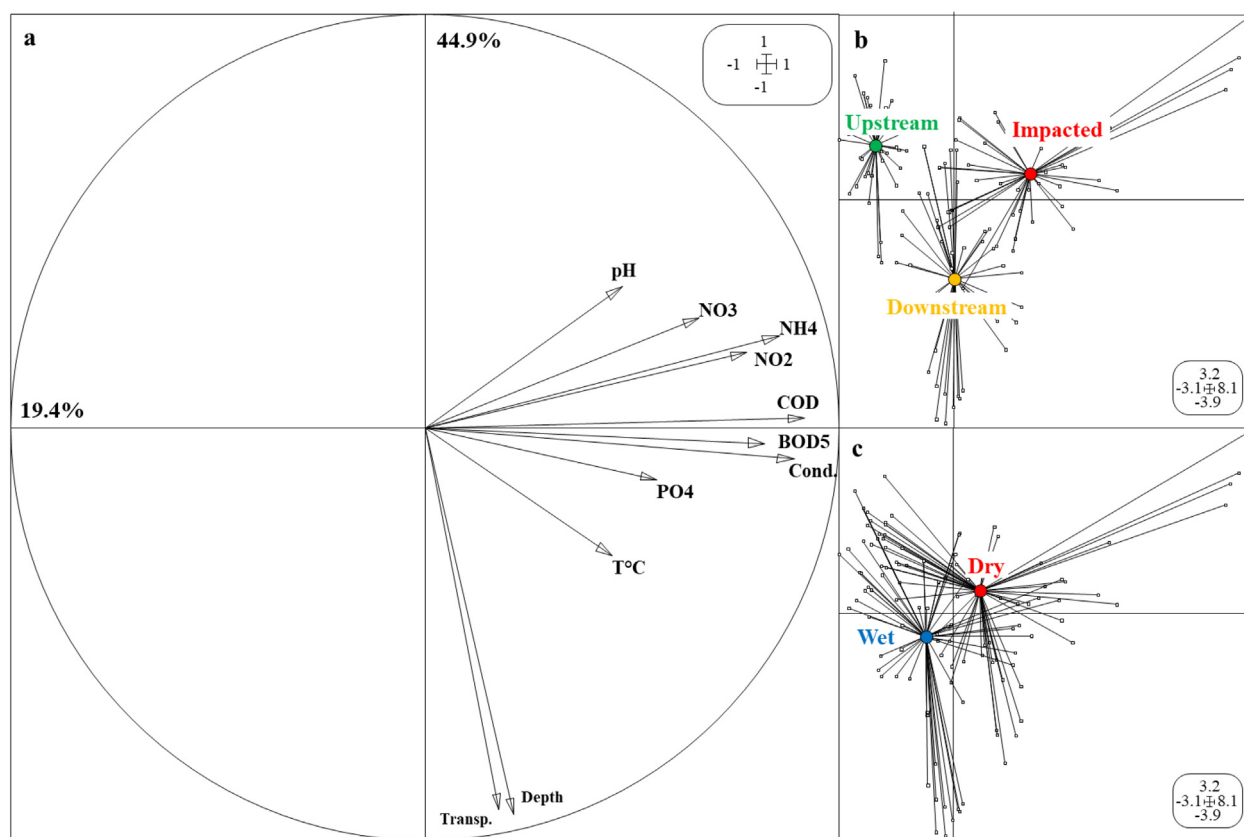 a
44.9%
1
-1 1
-1
pH
NO3
NH4
NO2
19.4%
COD
BOD5
Cond.
PO4
T°C
Depth
Transp.
b
Upstream
Impacted
Downstream
3.2
-3.1 8.1
-3.9
c
Dry
Wet
3.2
-3.1 8.1
-3.9